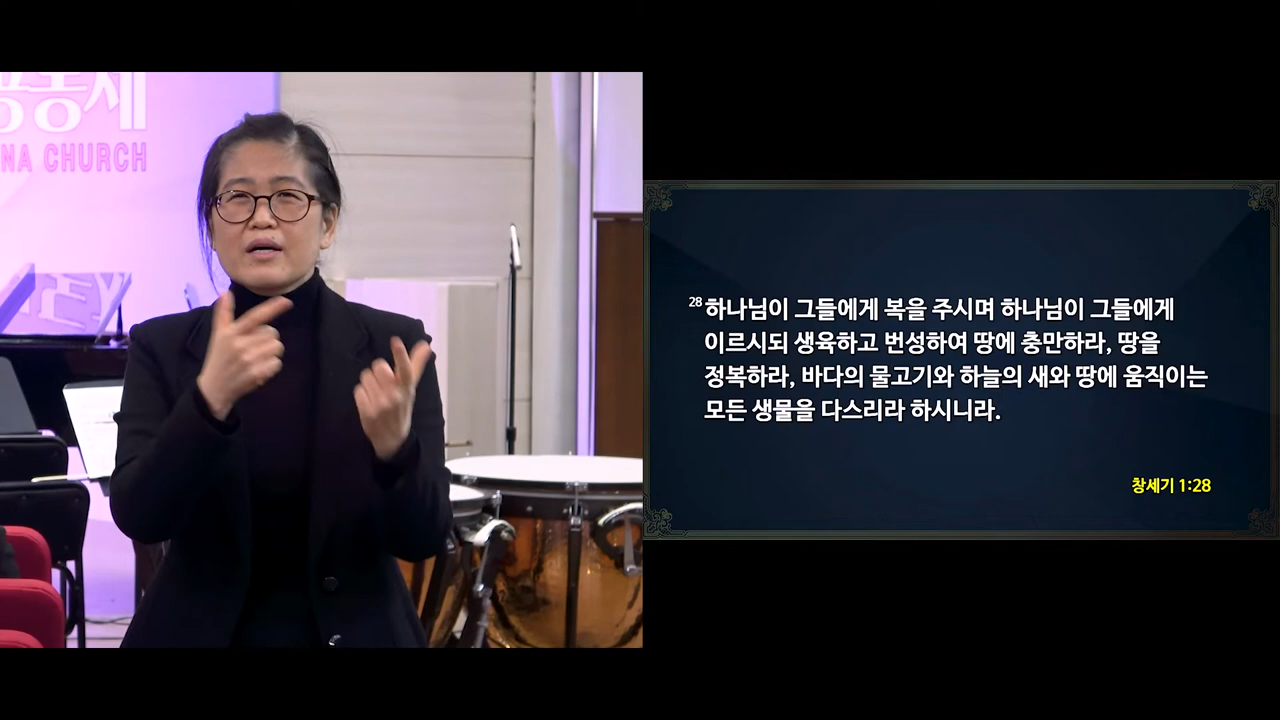 공동체
NA CHURCH
28 하나님이 그들에게 복을 주시며 하나님이 그들에게
이르시되 생육하고 번성하여 땅에 충만하라, 땅을
정복하라, 바다의 물고기와 하늘의 새와 땅에 움직이는
모든 생물을 다스리라 하시니라.
창세기 1:28